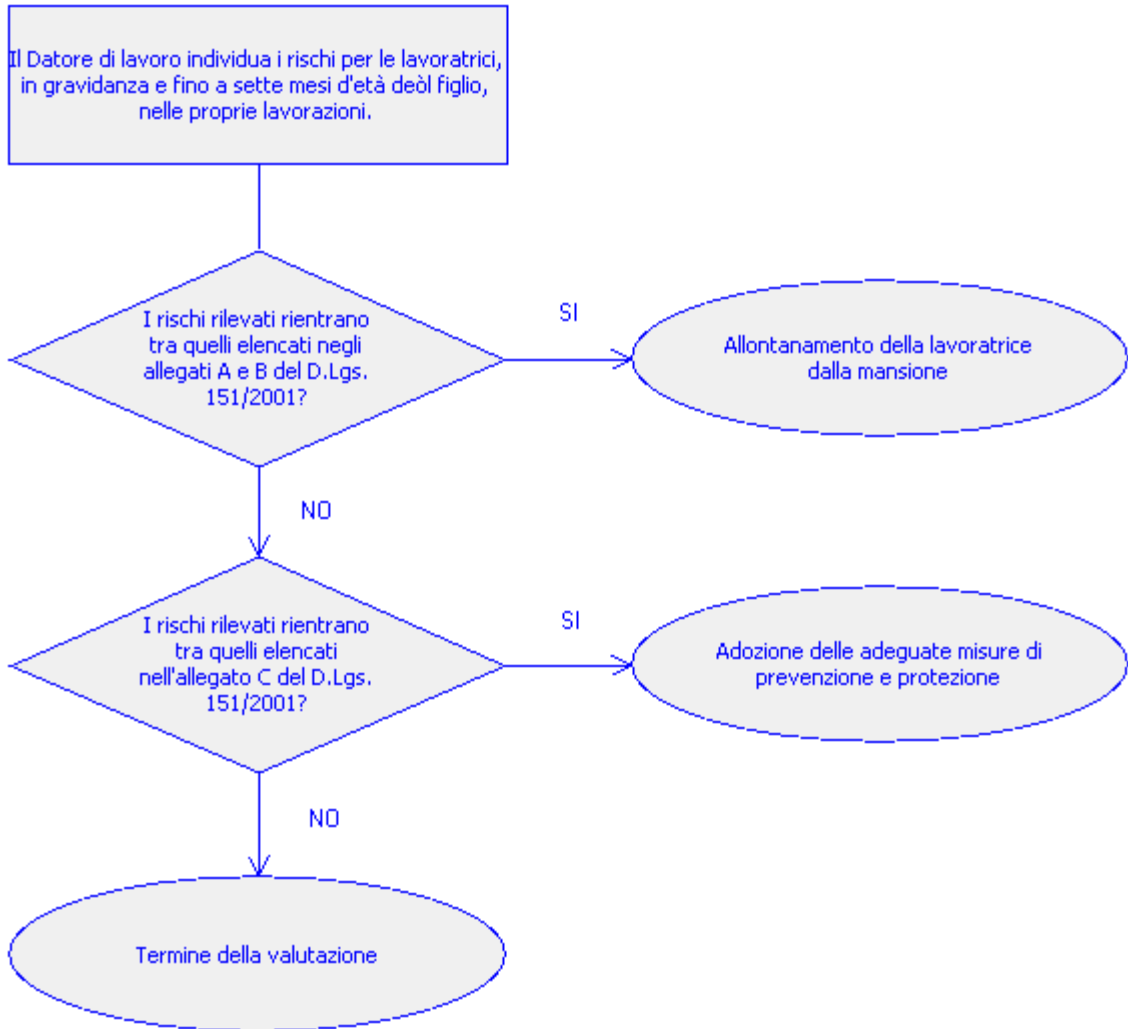 Il Datore di lavoro individua i rischi per le lavoratrici,
in gravidanza e fino a sette mesi d'età deòl figlio,
nelle proprie lavorazioni.
I rischi rilevati rientrano
tra quelli elencati negli
allegati A e B del D.Lgs.
151/2001?
SI
Allontanamento della lavoratrice
dalla mansione
NO
I rischi rilevati rientrano
tra quelli elencati
nell'allegato C del D.Lgs.
151/2001?
SI
Adozione delle adeguate misure di
prevenzione e protezione
NO
Termine della valutazione